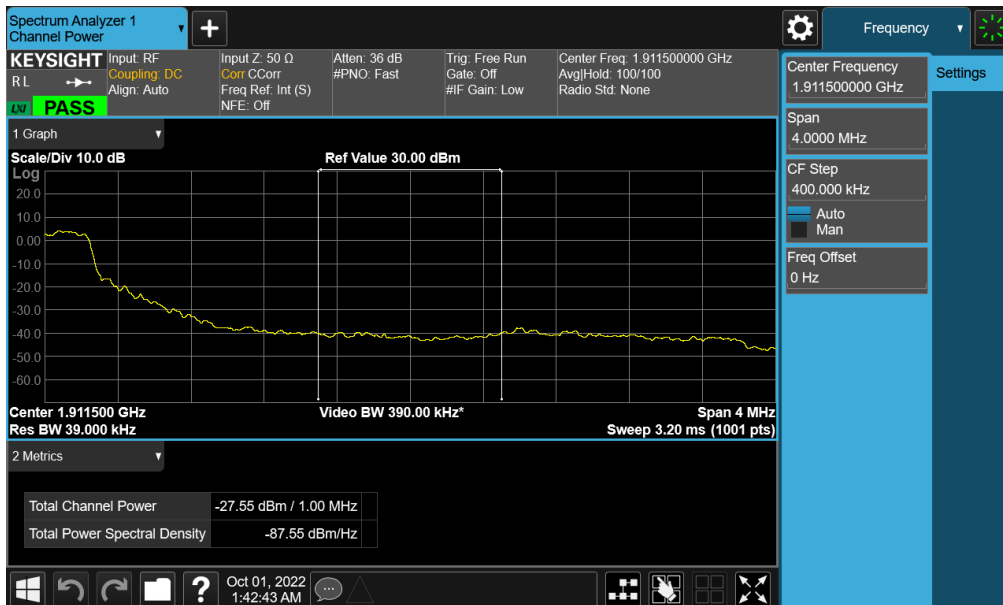 Spectrum Analyzer 1
Channel Power
Frequency
KEYSIGHT
R L
LXI
PASS
Input: RF
Coupling: DC
Align: Auto
Input Z: 50 Ω
Corr CCorr
Freq Ref: Int (S)
NFE: Off
Atten: 36 dB
#PNO: Fast
Trig: Free Run
Gate: Off
#IF Gain: Low
Center Freq: 1.911500000 GHz
Avg|Hold: 100/100
Radio Std: None
Center Frequency
1.911500000 GHz
Settings
Span
4.0000 MHz
CF Step
400.000 kHz
Auto
Man
Freq Offset
0 Hz
1 Graph
Scale/Div 10.0 dB
Ref Value 30.00 dBm
Log
20.0
10.0
0.00
-10.0
-20.0
-30.0
-40.0
-50.0
-60.0
Center 1.911500 GHz
Video BW 390.00 kHz*
Span 4 MHz
Res BW 39.000 kHz
Sweep 3.20 ms (1001 pts)
2 Metrics
Total Channel Power -27.55 dBm / 1.00 MHz
Total Power Spectral Density -87.55 dBm/Hz
Oct 01, 2022
1:42:43 AM